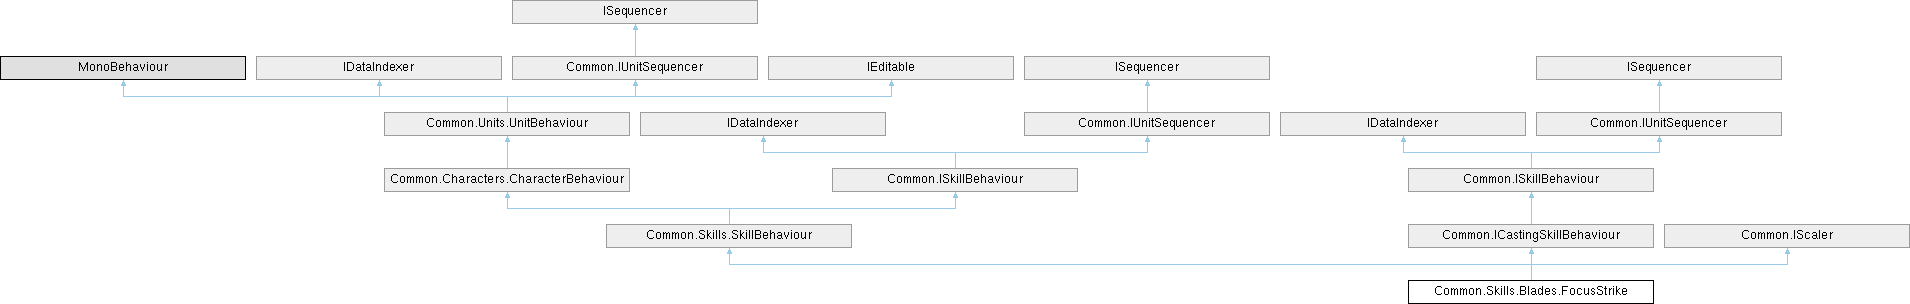 ISequencer
MonoBehaviour
IDataIndexer
Common.IUnitSequencer
IEditable
ISequencer
ISequencer
Common.Units.UnitBehaviour
IDataIndexer
Common.IUnitSequencer
IDataIndexer
Common.IUnitSequencer
Common.Characters.CharacterBehaviour
Common.ISkillBehaviour
Common.ISkillBehaviour
Common.Skills.SkillBehaviour
Common.ICastingSkillBehaviour
Common.IScaler
Common.Skills.Blades.FocusStrike